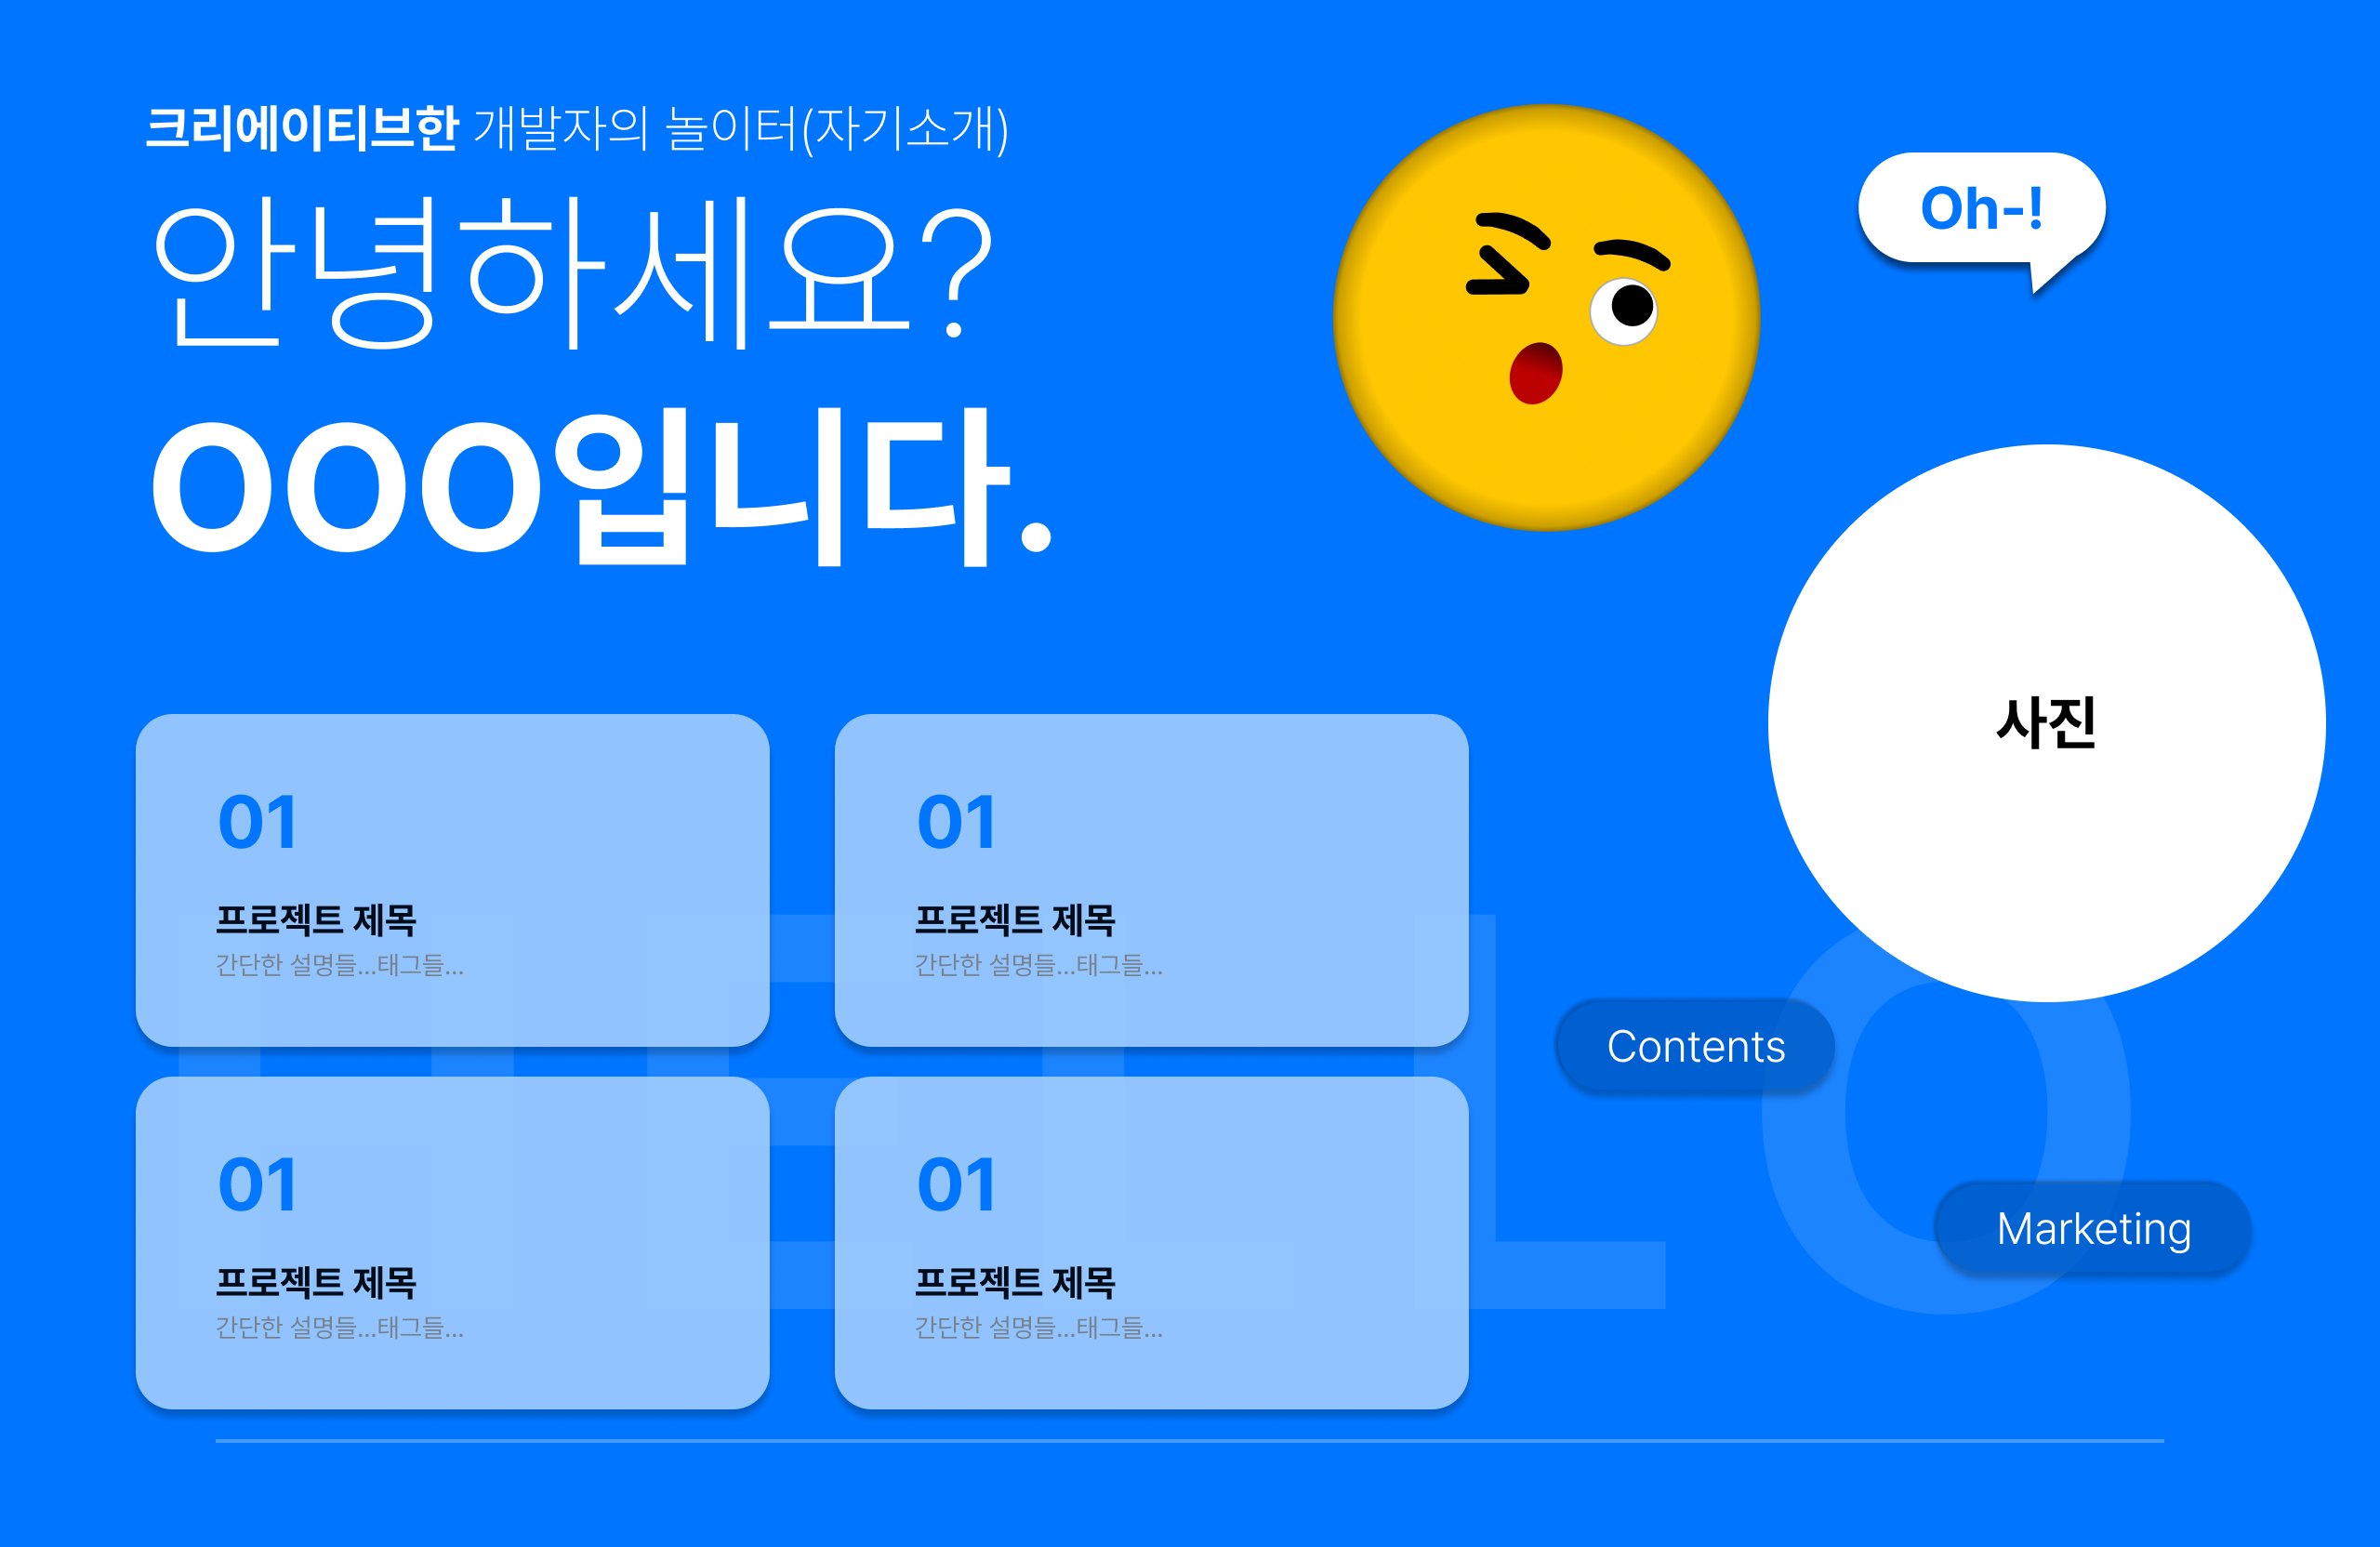 크리에이티브한 개발자의 놀이터(자기소개)
안녕하세요?
OOO입니다.
Oh-!
사진
01
프로젝트 제목
간단한 설명들...태그들...
01
프로젝트 제목
간다한 설명들...태그들...
01
프로젝트 제목
간단한 설명들...태그들...
01
프로젝트 제목
간다한 설명들...태그들...
Contents
Marketing
HELLO